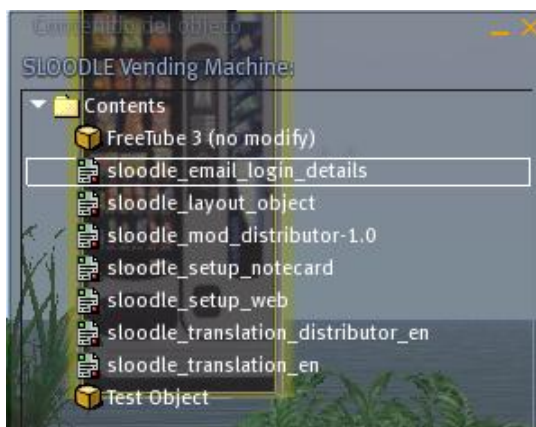 Contenido del objeto
SLOODLE Vending Machine:
Contents
FreeTube 3 (no modify)
sloodle_email_login_details
sloodle_layout_object
sloodle_mod_distributor-1.0
sloodle_setup_notecard
sloodle_setup_web
sloodle_translation_distributor_en
sloodle_translation_en
Test Object